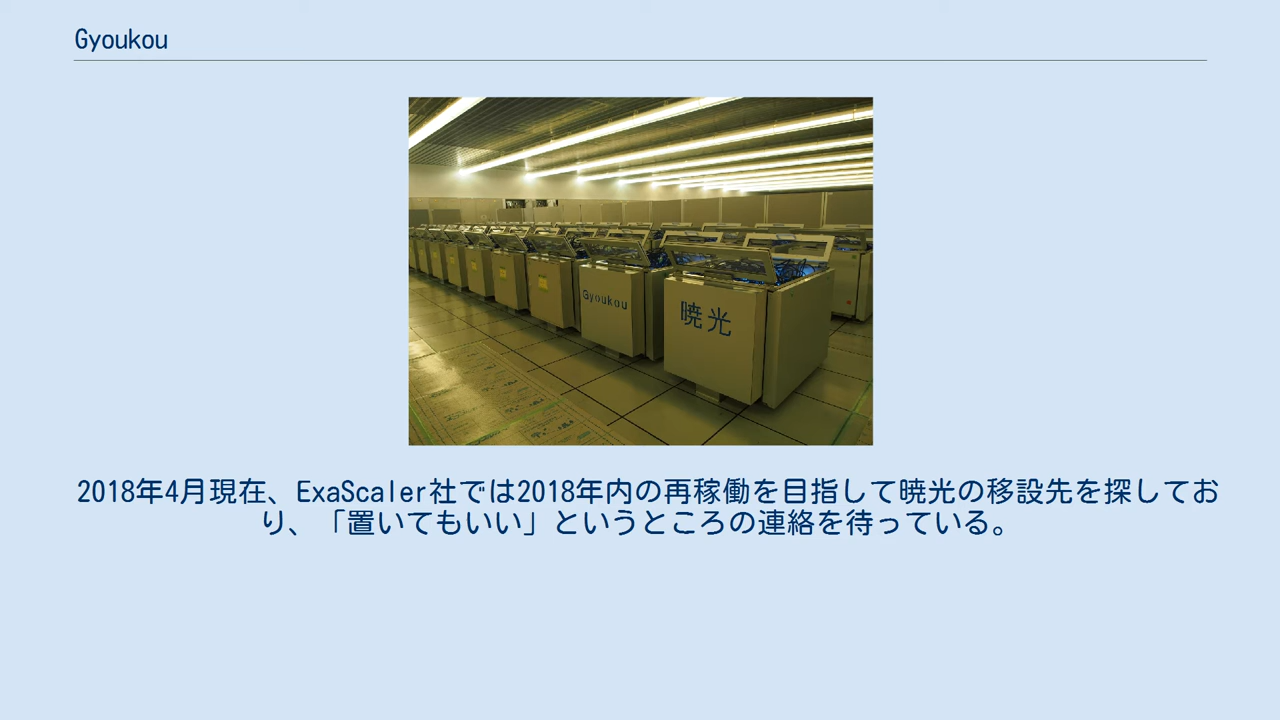 Gyoukou
Gyoukou
暁光
2018年4月現在、ExaScaler社では2018年内の再稼働を目指して暁光の移設先を探してお
り、「置いてもいい」というところの連絡を待っている。